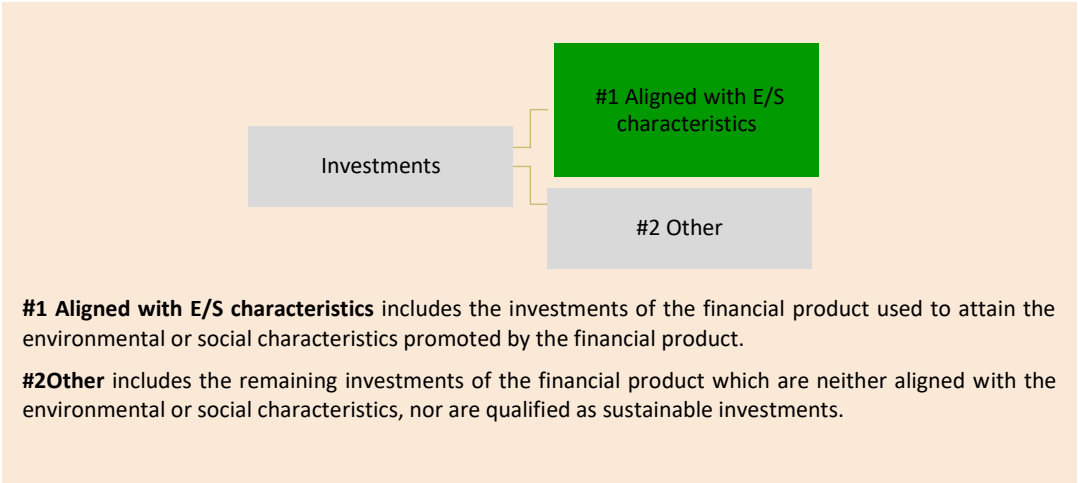 #1 Aligned with E/S
characteristics
Investments
#2 Other
#1 Aligned with E/S characteristics includes the investments of the financial product used to attain the
environmental or social characteristics promoted by the financial product.
#2Other includes the remaining investments of the financial product which are neither aligned with the
environmental or social characteristics, nor are qualified as sustainable investments.